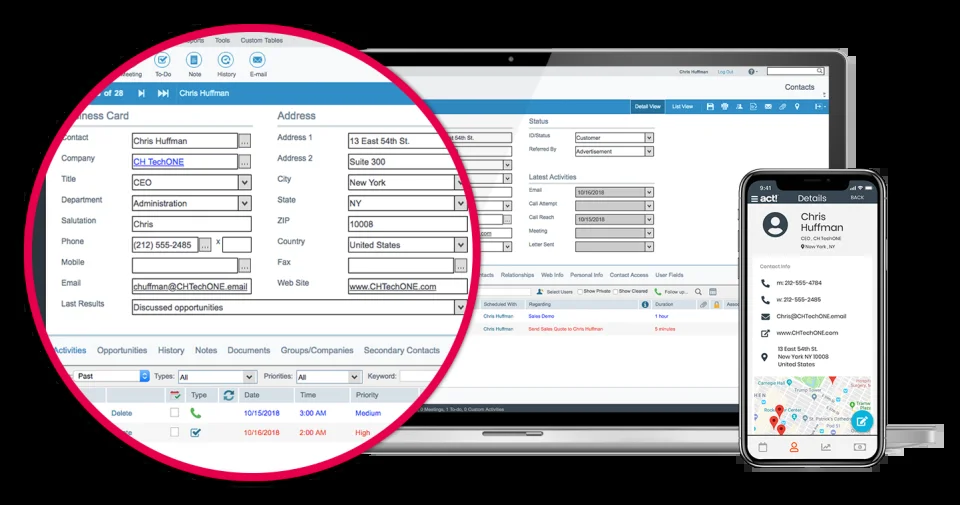 Tools Custom Tables
To-Do Note History E-mail
of 28 Chris Huffman
Contact Chris Huffman ...
Company CH TechONE ...
Title CEO
Department Administration
Salutation Chris
Phone (212) 555-2485 ... x
Mobile ...
Email chuffman@CHTechONE.email
Last Results Discussed opportunities
Address
Address 1 13 East 54th St.
Address 2 Suite 300
City New York
State NY
ZIP 10008
Country United States
Fax ...
Web Site www.CHTechONE.com
Activities Opportunities History Notes Documents Groups/Companies Secondary Contacts
Past Types: All Priorities: All Keyword:
Type Date Time Priority
Delete 10/15/2018 3:00 AM Medium
10/16/2018 2:00 AM High
Chris Huffman Log Out
Contacts
Detail View List View
Status
ID/Status Customer
Referred By Advertisement
Latest Activities
Email 10/16/2018
Call Attempt
Call Reach 10/15/2018
Meeting
Letter Sent
Relationships Web Info Personal Info Contact Access User Fields
Select Users Show Private Show Cleared Follow up...
Scheduled With Regarding Duration
Chris Huffman Sales Demo 1 hour
Chris Huffman Send Sales Quote to Chris Huffman 5 minutes
0 Meetings, 1 To-do, 0 Custom Activities
9:41
act! Details BACK
Chris
Huffman
CEO, CH TechONE
New York, NY
Contact Info
m: 212-555-4784
w: 212-555-2485
Chris@CHTechONE.email
www.CHTechONE.com
13 East 54th St.
New York NY 10008
United States
Carnegie Hall
Trump Tower
St. Patrick's Cathedral